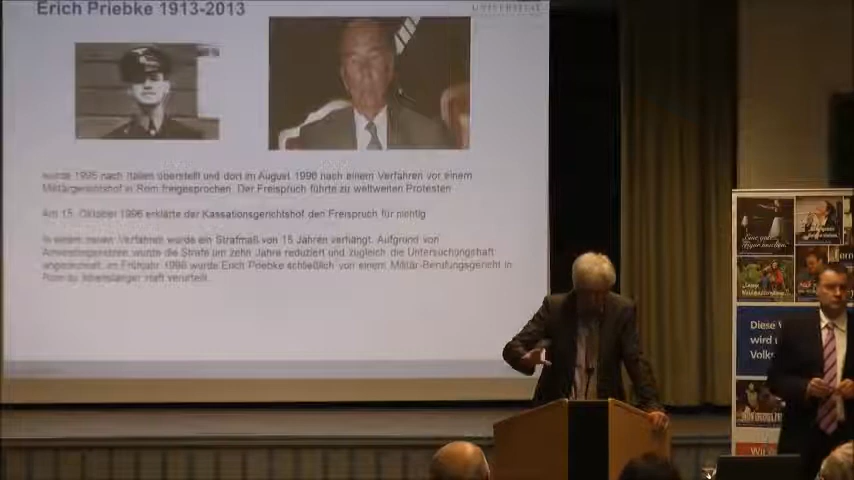 Erich Priebke 1913-2013
UNIVERSITÄT
wurde 1995 nach Italien überstellt und dort im August 1996 nach einem Verfahren vor einem
Militärgerichtshof in Rom freigesprochen. Der Freispruch führte zu weltweiten Protesten
Am 15. Oktober 1996 erklärte der Kassationsgerichtshof den Freispruch für nichtig
In einem neuen Verfahren wurde ein Strafmaß von 15 Jahren verhängt. Aufgrund von
wurde die Strafe um zehn Jahre reduziert und zugleich die Untersuchungshaft
angerechnet. Im Frühjahr 1998 wurde Erich Priebke schließlich von einem Militär-Berufungsgericht in
Rom zu lebenslanger Haft verurteilt.
Diese
wird
Volks